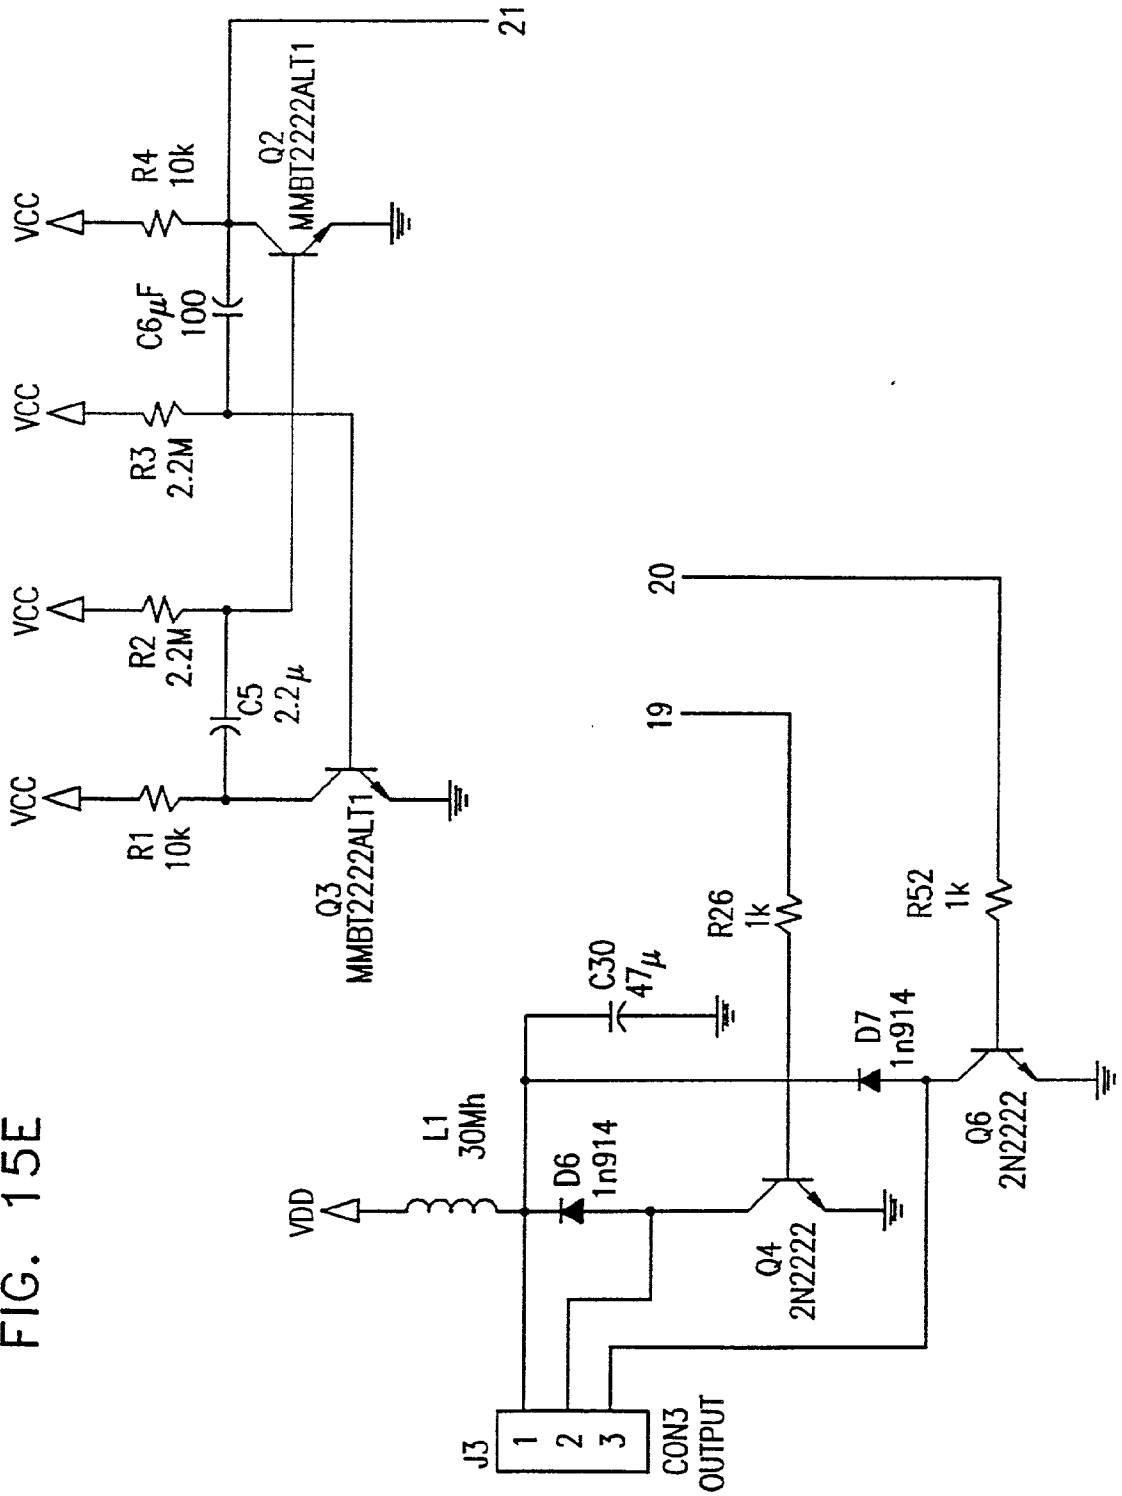 FIG. 15E
VCC
VCC
VCC
VCC
R1
10k
R2
2.2M
R3
2.2M
R4
10k
C5
2.2μ
C6μF
100
Q3
MMBT2222ALT1
Q2
MMBT2222ALT1
21
VDD
L1
30Mh
C30
47μ
19
20
J3
1
2
3
CON3
OUTPUT
D6
1n914
R26
1k
Q4
2N2222
D7
1n914
R52
1k
Q6
2N2222